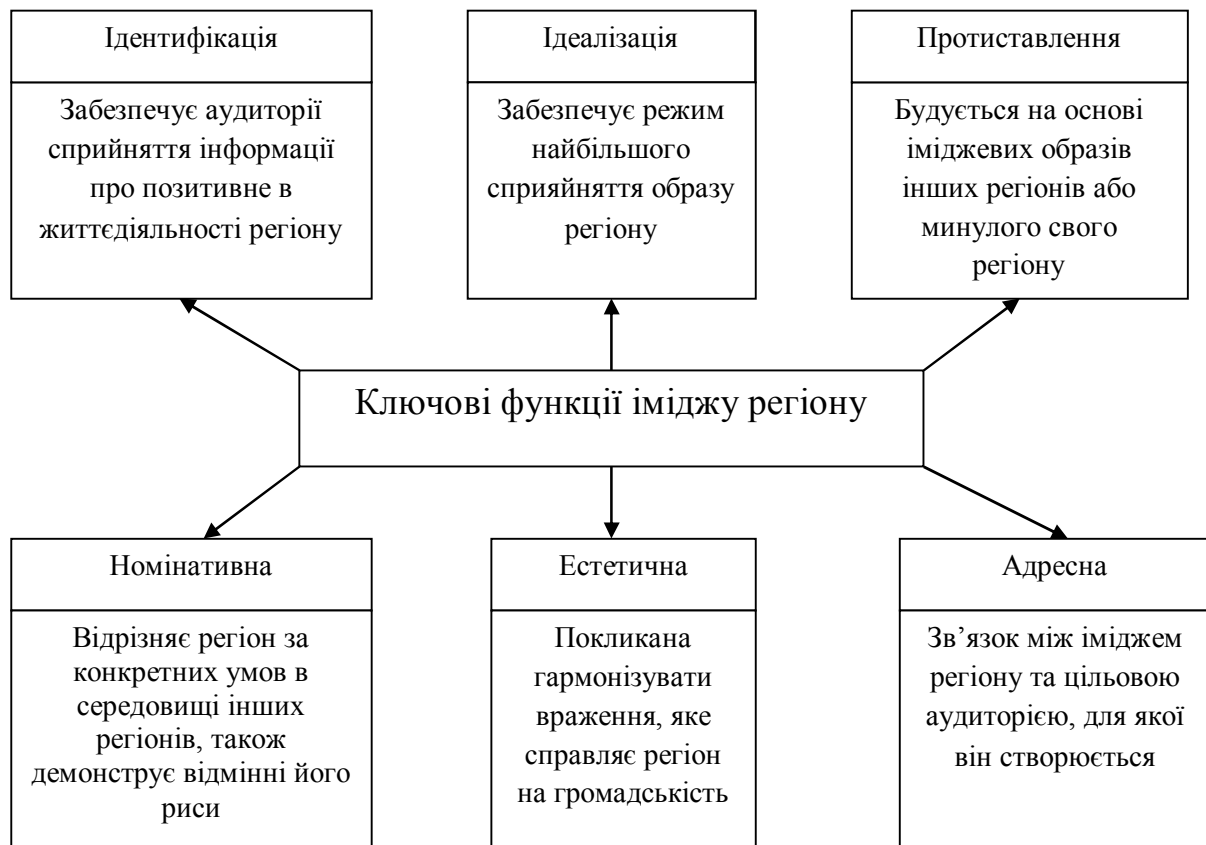 Ідентифікація
Забезпечує аудиторії
сприйняття інформації
про позитивне в
життєдіяльності регіону
Ідеалізація
Забезпечує режим
найбільшого
сприяйняття образу
регіону
Протиставлення
Будується на основі
іміджевих образів
інших регіонів або
минулого свого
регіону
Ключові функції іміджу регіону
Номінативна
Відрізняє регіон за
конкретних умов в
середовищі інших
регіонів, також
демонструє відмінні його
риси
Естетична
Покликана
гармонізувати
враження, яке
справляє регіон
на громадськість
Адресна
Зв’язок між іміджем
регіону та цільовою
аудиторією, для якої
він створюється